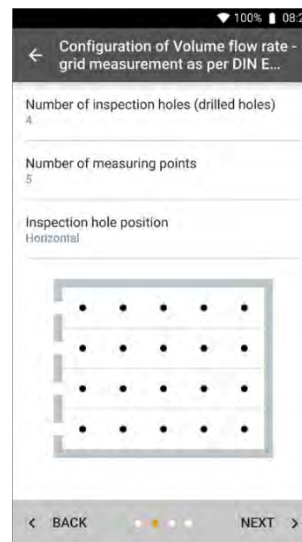 100% 08:2
Configuration of Volume flow rate -
grid measurement as per DIN E...
Number of inspection holes (drilled holes)
4
Number of measuring points
5
Inspection hole position
Horizontal
BACK
NEXT